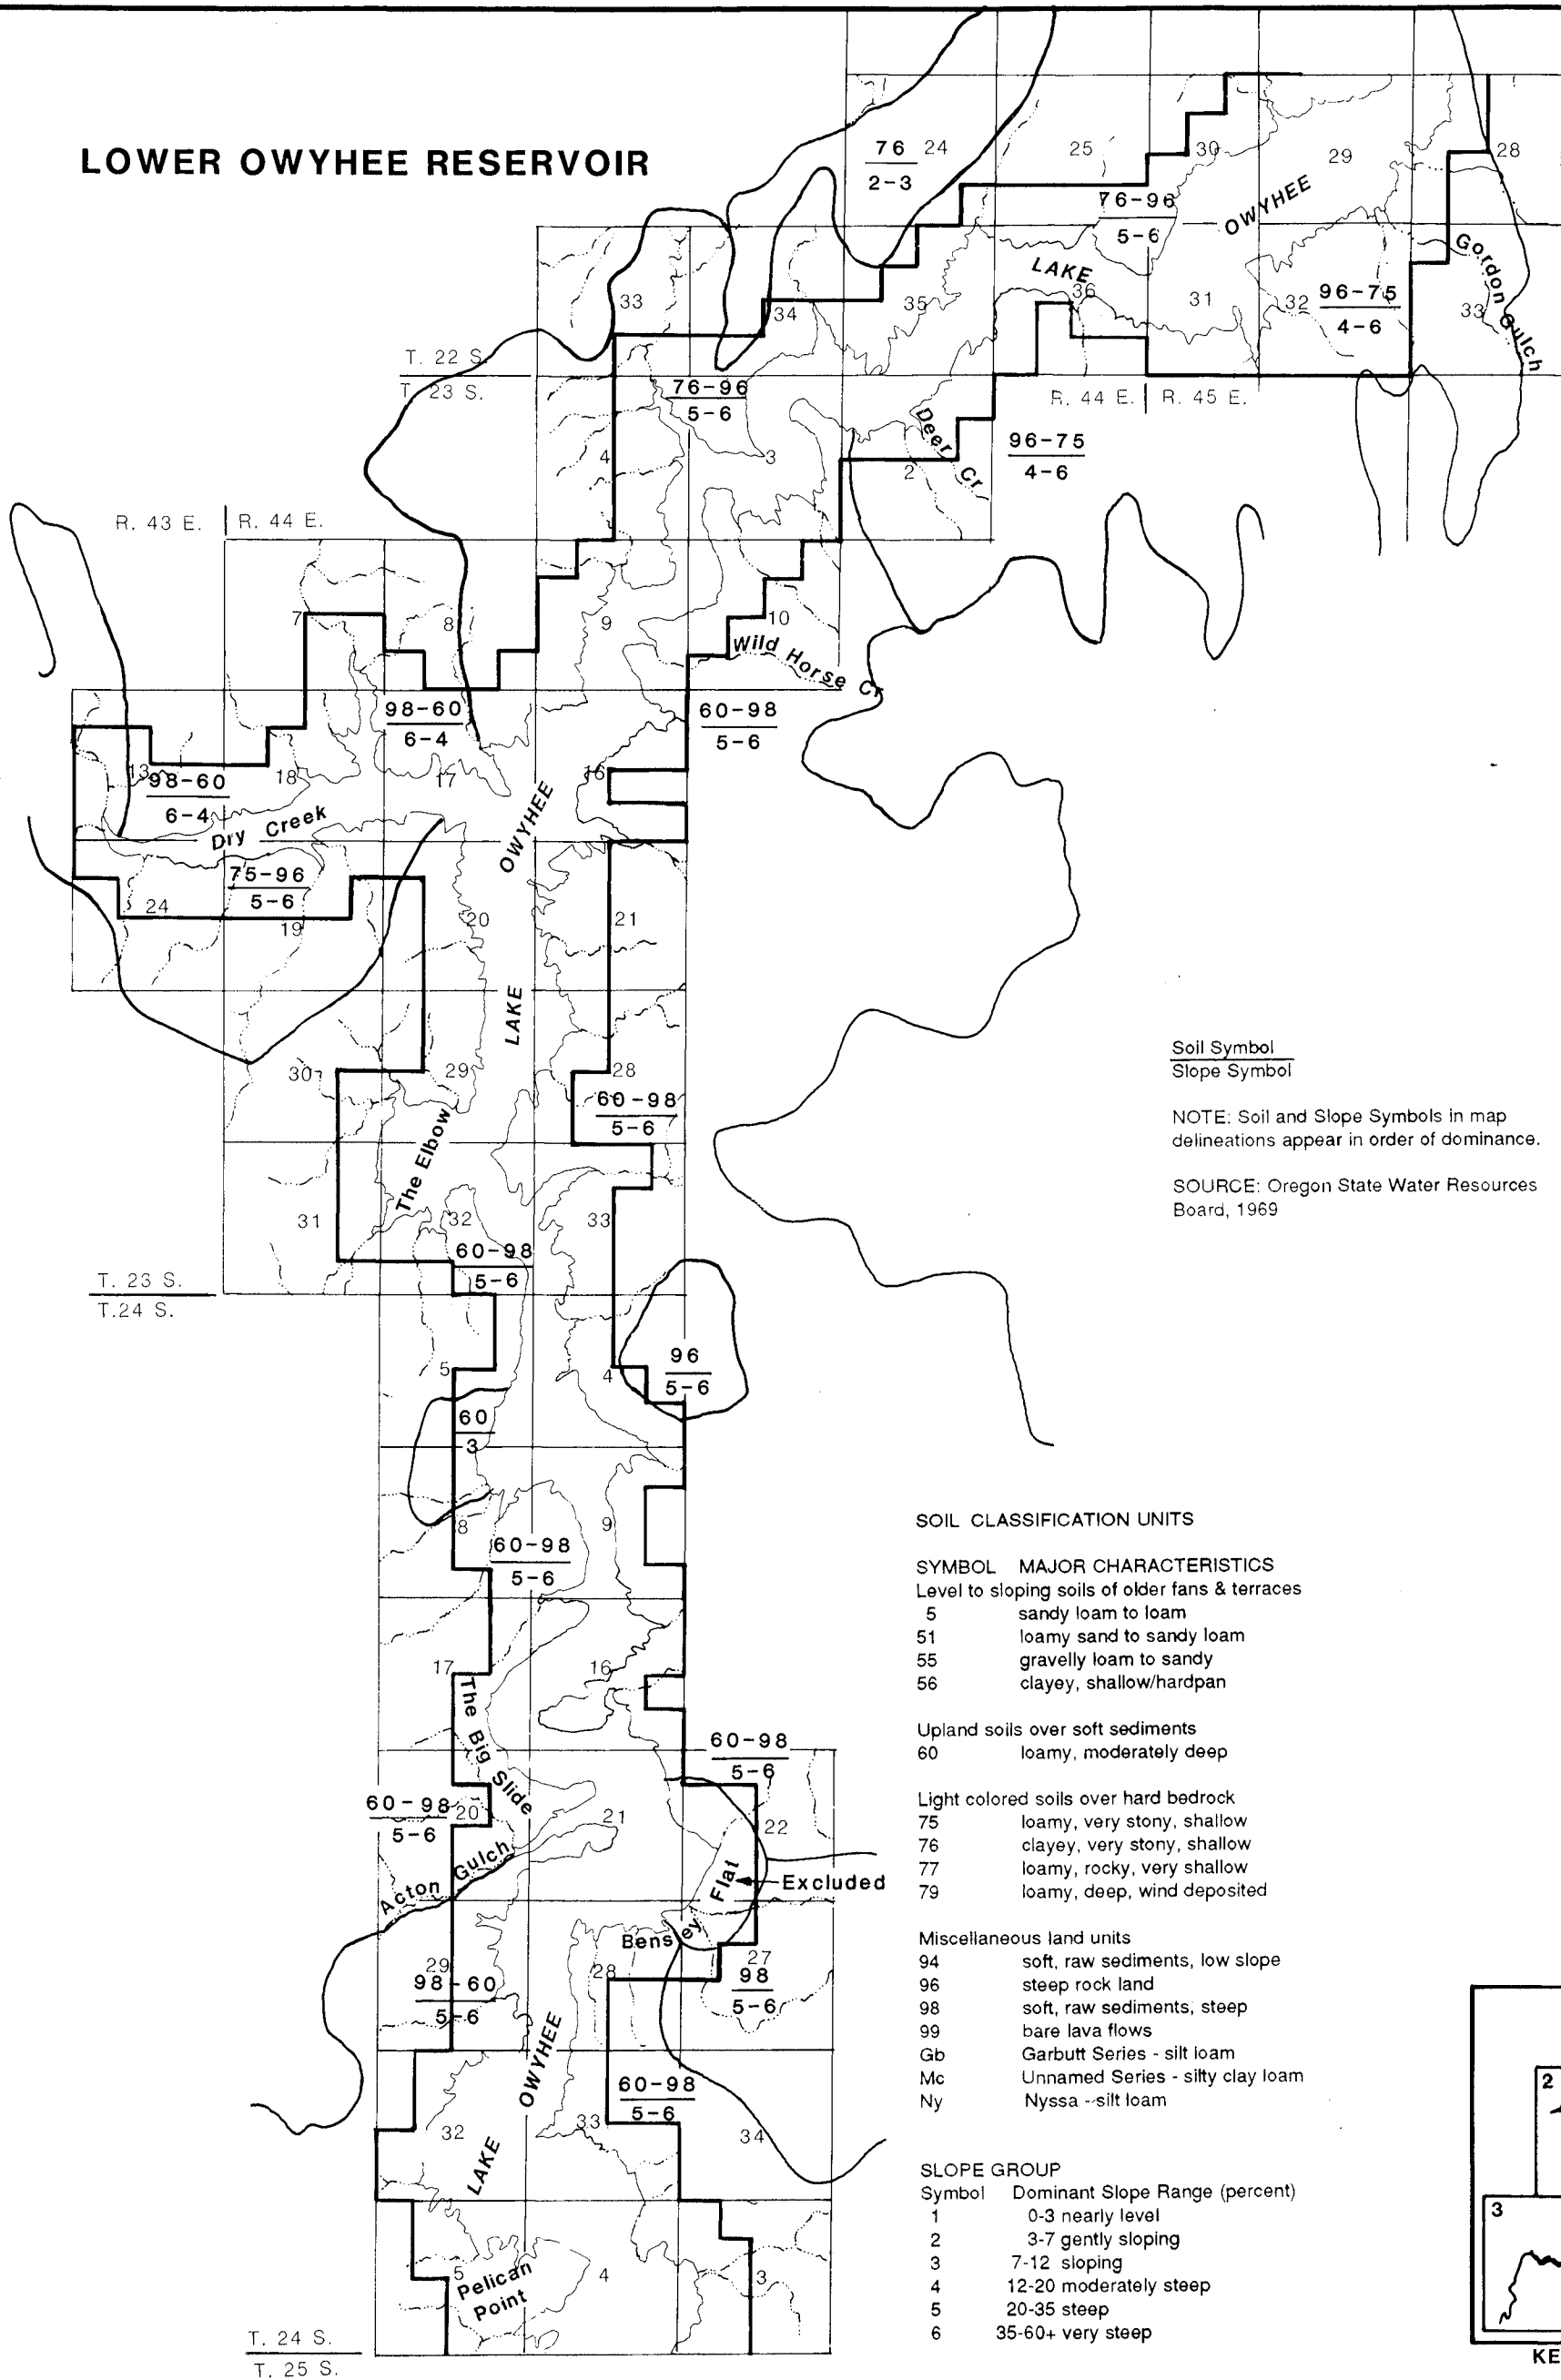 LOWER OWYHEE RESERVOIR
76
2-3
24
25
30
29
28
76-96
5-6
OWYHEE
LAKE
Gordon Gulch
33
34
35
36
31
32
96-75
4-6
33
T. 22 S.
T. 23 S.
76-96
5-6
R. 44 E. | R. 45 E.
Deer Cr
96-75
4-6
4
3
2
R. 43 E. | R. 44 E.
7
8
9
10
Wild Horse Cr
98-60
6-4
60-98
5-6
13
98-60
6-4
18
17
16
Dry Creek
OWYHEE
75-96
5-6
24
19
20
21
LAKE
30
29
28
60-98
5-6
The Elbow
31
32
33
60-98
5-6
T. 23 S.
T.24 S.
5
4
96
5-6
60
3
8
9
60-98
5-6
17
16
The Big Slide
60-98
5-6
60-98
5-6
20
21
22
Acton Gulch
Flat
Excluded
Bensley
29
98-60
5-6
28
27
98
5-6
OWYHEE
60-98
5-6
32
33
34
LAKE
5
4
3
Pelican
Point
T. 24 S.
T. 25 S.
Soil Symbol
Slope Symbol
NOTE: Soil and Slope Symbols in map
delineations appear in order of dominance.
SOURCE: Oregon State Water Resources
Board, 1969
SOIL CLASSIFICATION UNITS
SYMBOL MAJOR CHARACTERISTICS
Level to sloping soils of older fans & terraces
5 sandy loam to loam
51 loamy sand to sandy loam
55 gravelly loam to sandy
56 clayey, shallow/hardpan
Upland soils over soft sediments
60 loamy, moderately deep
Light colored soils over hard bedrock
75 loamy, very stony, shallow
76 clayey, very stony, shallow
77 loamy, rocky, very shallow
79 loamy, deep, wind deposited
Miscellaneous land units
94 soft, raw sediments, low slope
96 steep rock land
98 soft, raw sediments, steep
99 bare lava flows
Gb Garbutt Series - silt loam
Mc Unnamed Series - silty clay loam
Ny Nyssa - silt loam
SLOPE GROUP
Symbol Dominant Slope Range (percent)
1 0-3 nearly level
2 3-7 gently sloping
3 7-12 sloping
4 12-20 moderately steep
5 20-35 steep
6 35-60+ very steep
2
3
KE